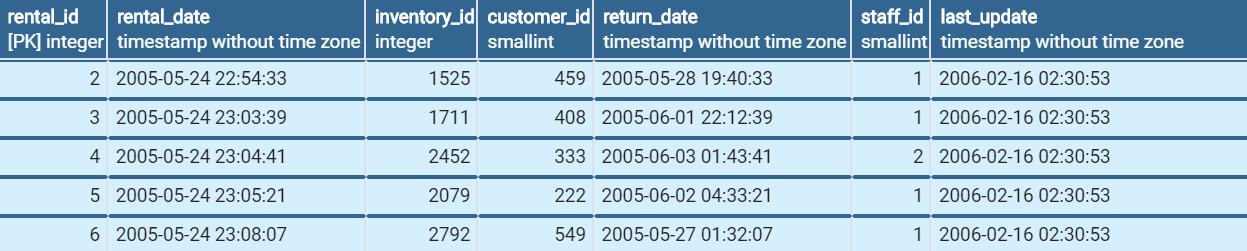 rental_id rental_date inventory_id customer_id return_date staff_id last_update
[PK] integer timestamp without time zone integer smallint timestamp without time zone smallint timestamp without time zone
2 2005-05-24 22:54:33 1525 459 2005-05-28 19:40:33 1 2006-02-16 02:30:53
3 2005-05-24 23:03:39 1711 408 2005-06-01 22:12:39 1 2006-02-16 02:30:53
4 2005-05-24 23:04:41 2452 333 2005-06-03 01:43:41 2 2006-02-16 02:30:53
5 2005-05-24 23:05:21 2079 222 2005-06-02 04:33:21 1 2006-02-16 02:30:53
6 2005-05-24 23:08:07 2792 549 2005-05-27 01:32:07 1 2006-02-16 02:30:53